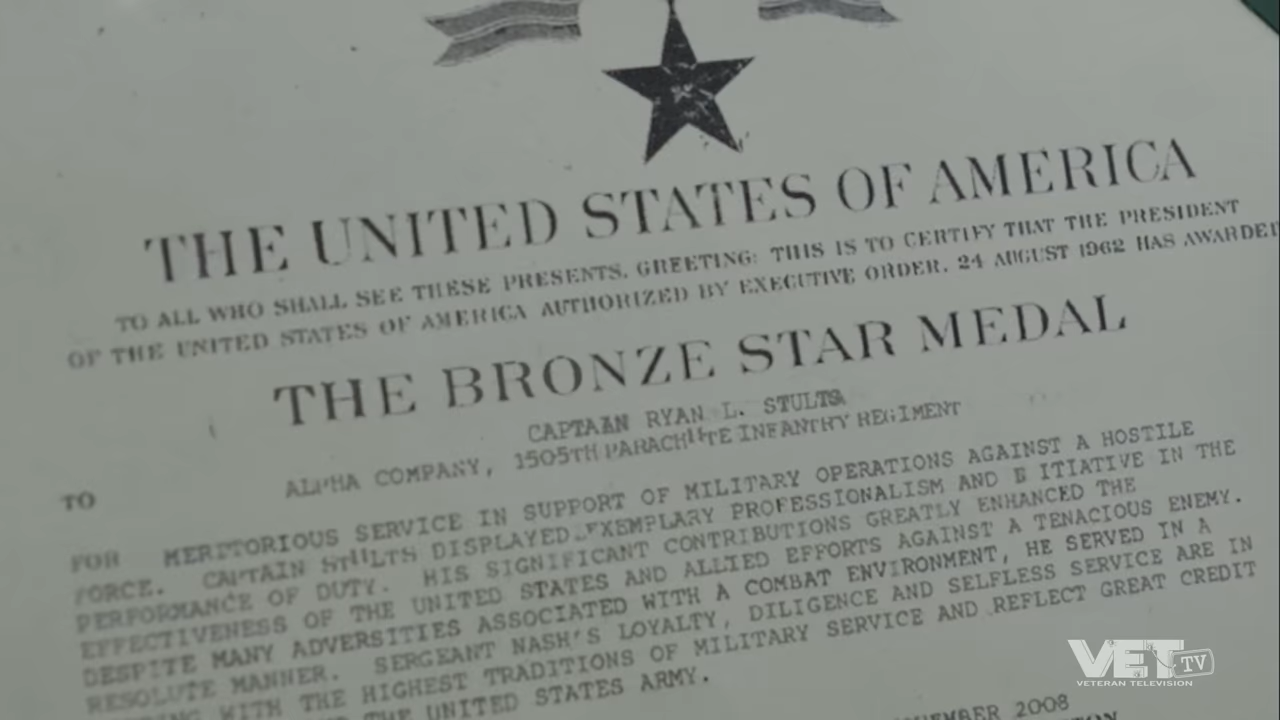 THE UNITED STATES OF AMERICA
TO ALL WHO SHALL SEE THESE PRESENTS, GREETING: THIS IS TO CERTIFY THAT THE PRESIDENT
OF THE UNITED STATES OF AMERICA AUTHORIZED BY EXECUTIVE ORDER, 24 AUGUST 1962 HAS AWARDED
THE BRONZE STAR MEDAL
CAPTAIN RYAN L. STULTS
ALPHA COMPANY, 1505TH PARACHUTE INFANTRY REGIMENT
TO
FOR MERITORIOUS SERVICE IN SUPPORT OF MILITARY OPERATIONS AGAINST A HOSTILE
FORCE. CAPTAIN STULTS DISPLAYED EXEMPLARY PROFESSIONALISM AND ITIATIVE IN THE
PERFORMANCE OF DUTY. HIS SIGNIFICANT CONTRIBUTIONS GREATLY ENHANCED THE
EFFECTIVENESS OF THE UNITED STATES AND ALLIED EFFORTS AGAINST A TENACIOUS ENEMY.
DESPITE MANY ADVERSITIES ASSOCIATED WITH A COMBAT ENVIRONMENT, HE SERVED IN A
RESOLUTE MANNER. SERGEANT NASH'S LOYALTY, DILIGENCE AND SELFLESS SERVICE ARE IN
WITH THE HIGHEST TRADITIONS OF MILITARY SERVICE AND REFLECT GREAT CREDIT
THE UNITED STATES ARMY.
2008
VET TV
VETERAN TELEVISION